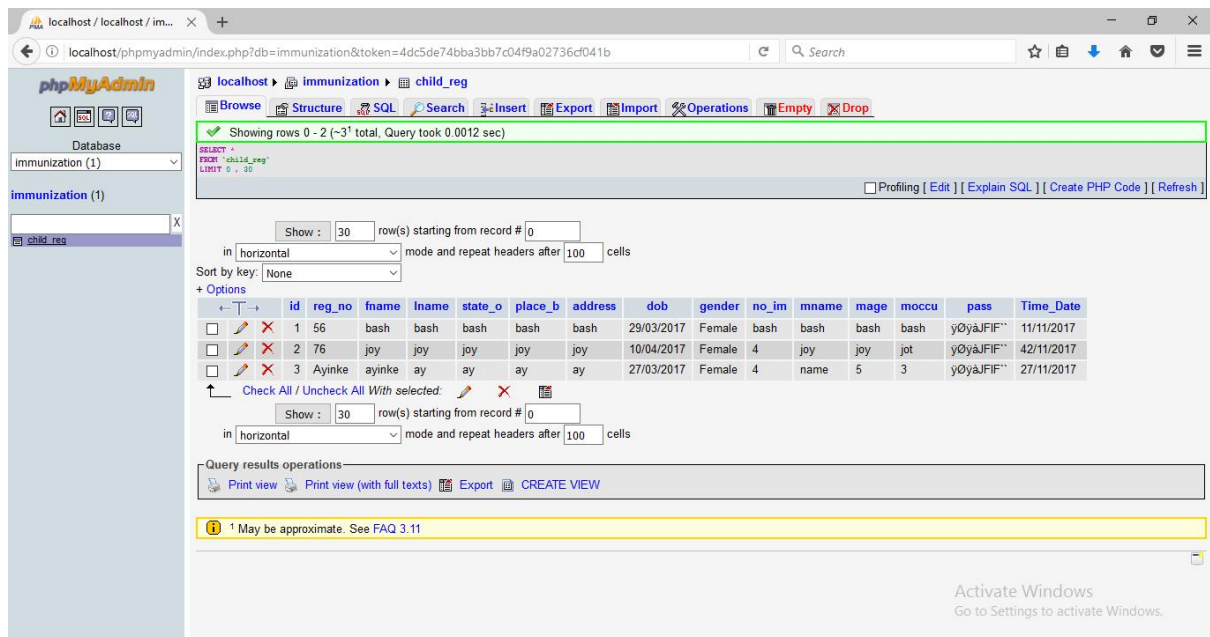 localhost / localhost / im...
localhost/phpmyadmin/index.php?db=immunization&token=4dc5de74bba3bb7c04f9a02736cf041b
Search
phpMyAdmin
Database
immunization (1)
immunization (1)
X
child_reg
localhost immunization child_reg
Browse Structure SQL Search Insert Export Import Operations Empty Drop
Showing rows 0 - 2 (~3¹ total, Query took 0.0012 sec)
SELECT *
FROM `child_reg`
LIMIT 0 , 30
Profiling [ Edit ] [ Explain SQL ] [ Create PHP Code ] [ Refresh ]
Show : 30 row(s) starting from record # 0
in horizontal mode and repeat headers after 100 cells
Sort by key: None
+ Options
←T→ id reg_no fname lname state_o place_b address dob gender no_im mname mage moccu pass Time_Date
1 56 bash bash bash bash bash 29/03/2017 Female bash bash bash bash ÿØÿàJFIF`` 11/11/2017
2 76 joy joy joy joy joy 10/04/2017 Female 4 joy joy jot ÿØÿàJFIF`` 42/11/2017
3 Ayinke ayinke ay ay ay ay 27/03/2017 Female 4 name 5 3 ÿØÿàJFIF`` 27/11/2017
Check All / Uncheck All With selected:
Show : 30 row(s) starting from record # 0
in horizontal mode and repeat headers after 100 cells
Query results operations
Print view Print view (with full texts) Export CREATE VIEW
¹ May be approximate. See FAQ 3.11
Activate Windows
Go to Settings to activate Windows.